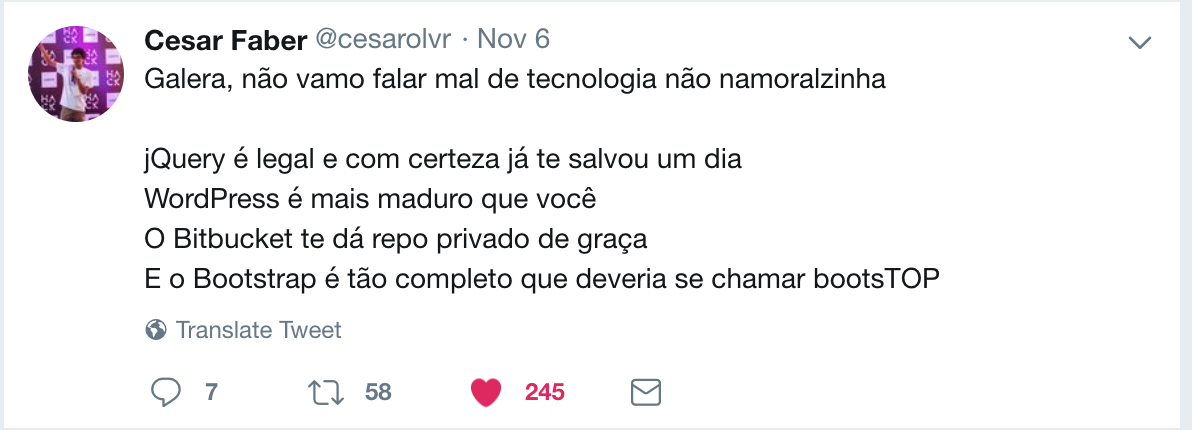 Cesar Faber @cesarolvr · Nov 6
Galera, não vamo falar mal de tecnologia não namoralzinha
jQuery é legal e com certeza já te salvou um dia
WordPress é mais maduro que você
O Bitbucket te dá repo privado de graça
E o Bootstrap é tão completo que deveria se chamar bootsTOP
Translate Tweet
7 58 245